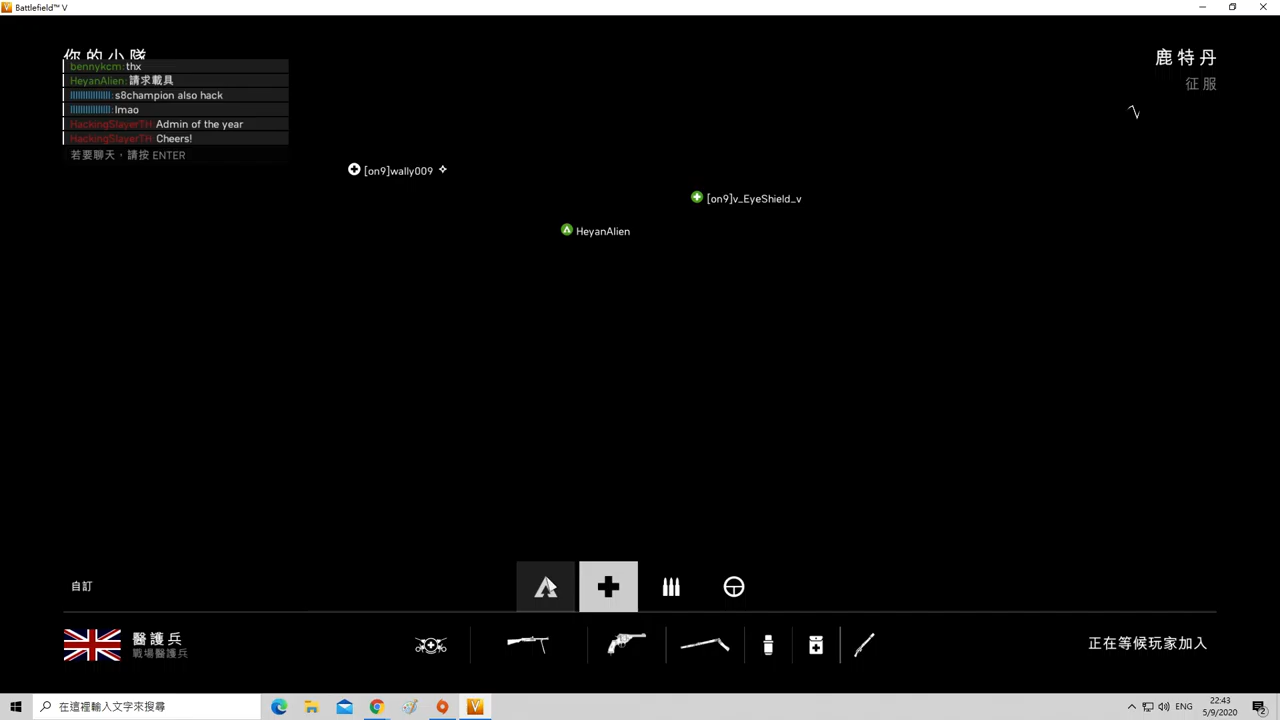 Battlefield™ V
你的小隊
鹿特丹
征服
bennykcm: thx
HeyanAlien: 請求載具
llllllllllllllll: s8champion also hack
llllllllllllllll: lmao
HackingSlayerTH: Admin of the year
HackingSlayerTH: Cheers!
若要聊天，請按 ENTER
[on9]wally009
[on9]v_EyeShield_v
HeyanAlien
自訂
醫護兵
戰場醫護兵
正在等候玩家加入
在這裡輸入文字來搜尋
ENG
22:43
5/9/2020
2